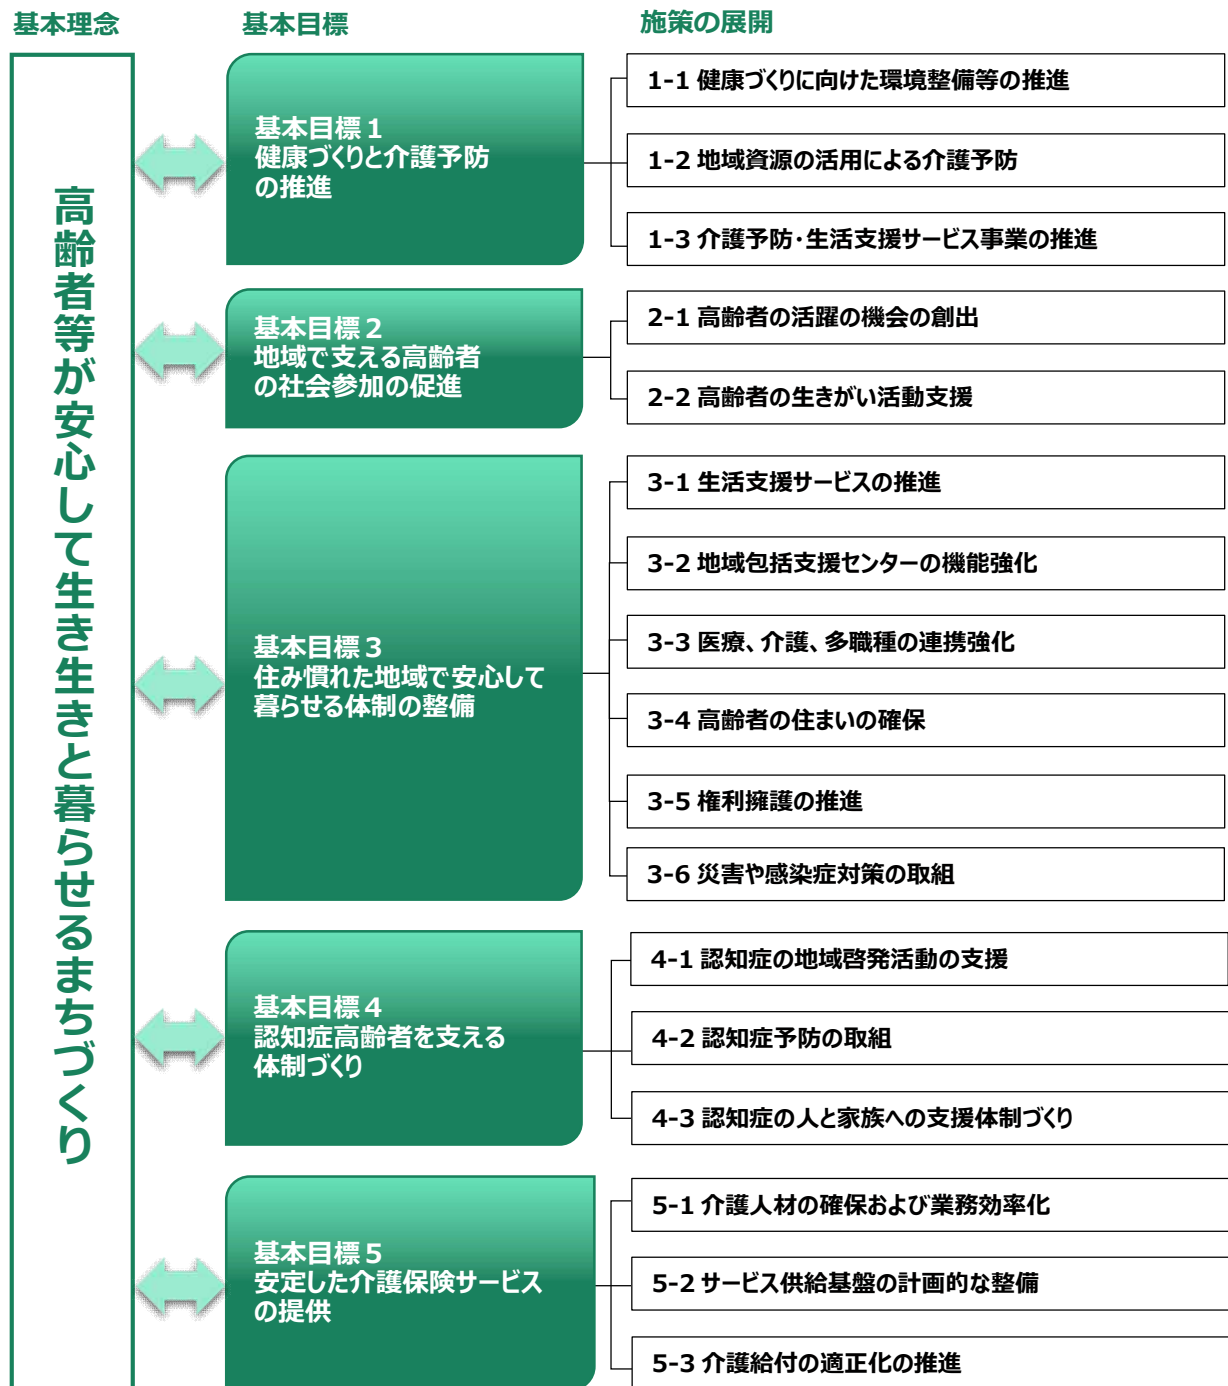 基本理念
基本目標
施策の展開
高齢者等が安心して生き生きと暮らせるまちづくり
基本目標１
健康づくりと介護予防
の推進
1-1 健康づくりに向けた環境整備等の推進
1-2 地域資源の活用による介護予防
1-3 介護予防・生活支援サービス事業の推進
基本目標２
地域で支える高齢者
の社会参加の促進
2-1 高齢者の活躍の機会の創出
2-2 高齢者の生きがい活動支援
基本目標３
住み慣れた地域で安心して
暮らせる体制の整備
3-1 生活支援サービスの推進
3-2 地域包括支援センターの機能強化
3-3 医療、介護、多職種の連携強化
3-4 高齢者の住まいの確保
3-5 権利擁護の推進
3-6 災害や感染症対策の取組
基本目標４
認知症高齢者を支える
体制づくり
4-1 認知症の地域啓発活動の支援
4-2 認知症予防の取組
4-3 認知症の人と家族への支援体制づくり
基本目標５
安定した介護保険サービス
の提供
5-1 介護人材の確保および業務効率化
5-2 サービス供給基盤の計画的な整備
5-3 介護給付の適正化の推進